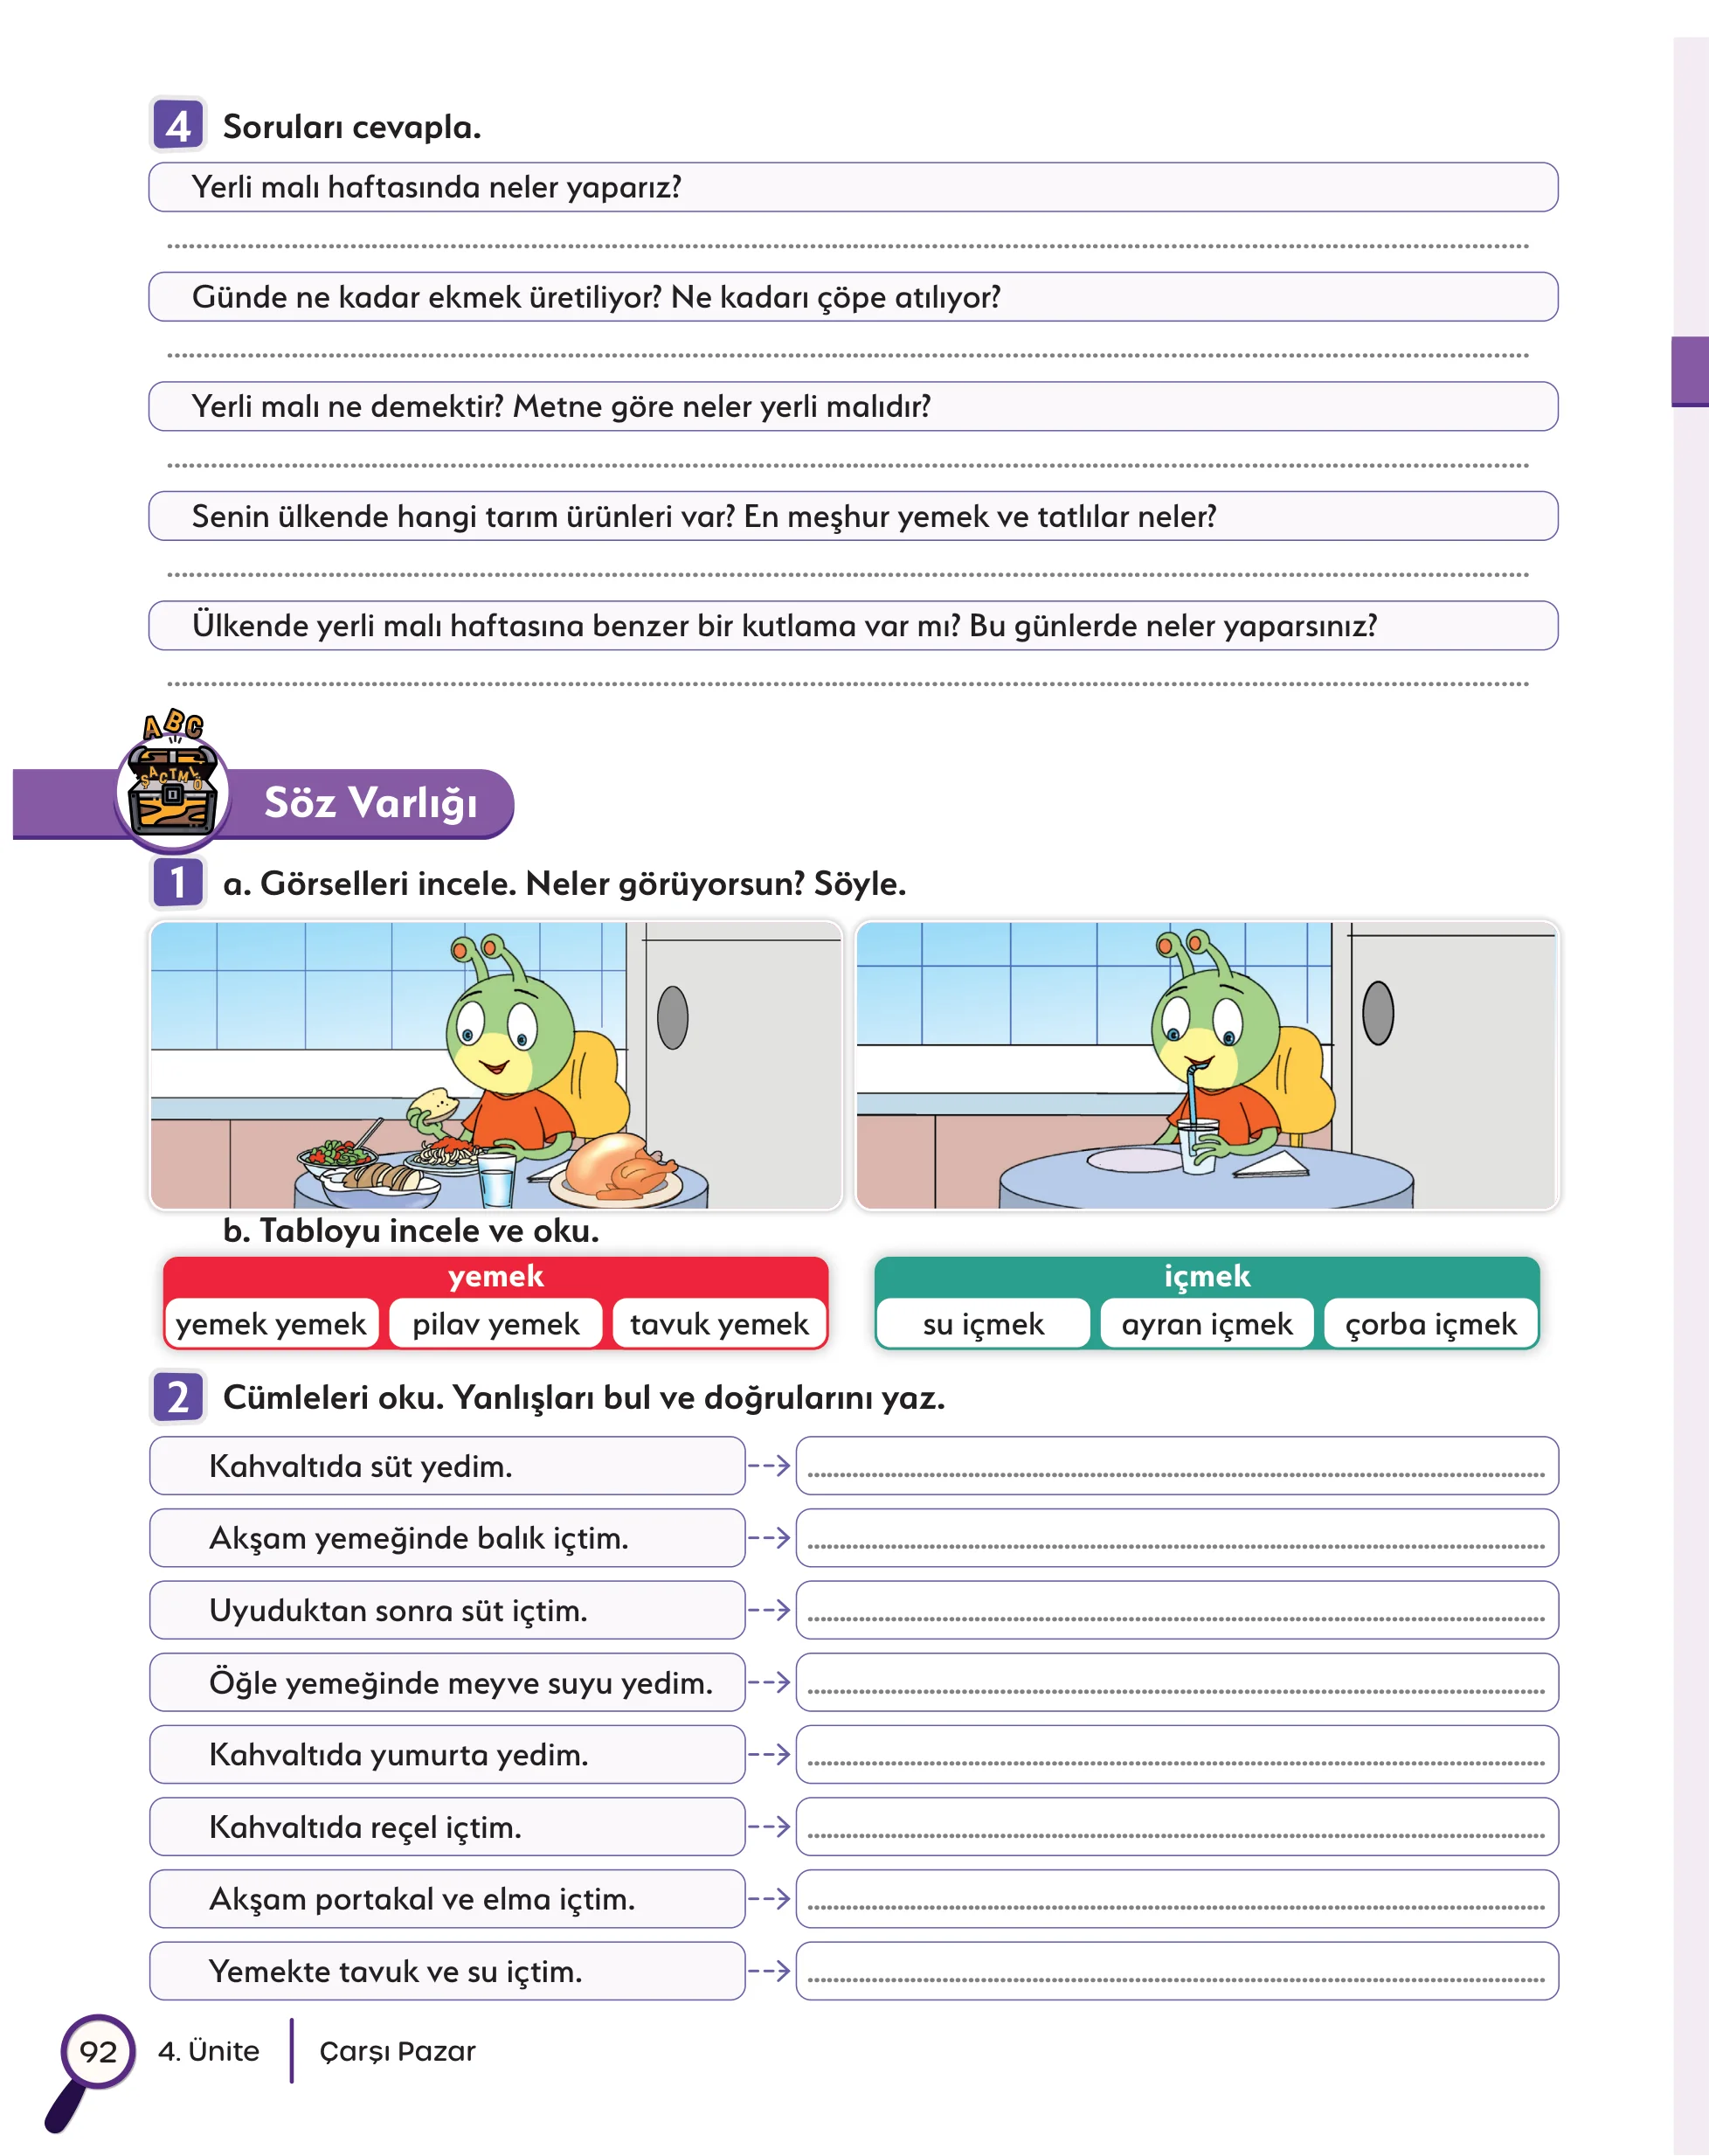 4 Soruları cevapla.
Yerli malı haftasında neler yaparız?
Günde ne kadar ekmek üretiliyor? Ne kadarı çöpe atılıyor?
Yerli malı ne demektir? Metne göre neler yerli malıdır?
Senin ülkende hangi tarım ürünleri var? En meşhur yemek ve tatlılar neler?
Ülkende yerli malı haftasına benzer bir kutlama var mı? Bu günlerde neler yaparsınız?
ABC
Söz Varlığı
1 a. Görselleri incele. Neler görüyorsun? Söyle.
b. Tabloyu incele ve oku.
yemek
yemek yemek pilav yemek tavuk yemek
içmek
su içmek ayran içmek çorba içmek
2 Cümleleri oku. Yanlışları bul ve doğrularını yaz.
Kahvaltıda süt yedim.
Akşam yemeğinde balık içtim.
Uyuduktan sonra süt içtim.
Öğle yemeğinde meyve suyu yedim.
Kahvaltıda yumurta yedim.
Kahvaltıda reçel içtim.
Akşam portakal ve elma içtim.
Yemekte tavuk ve su içtim.
92 4. Ünite Çarşı Pazar